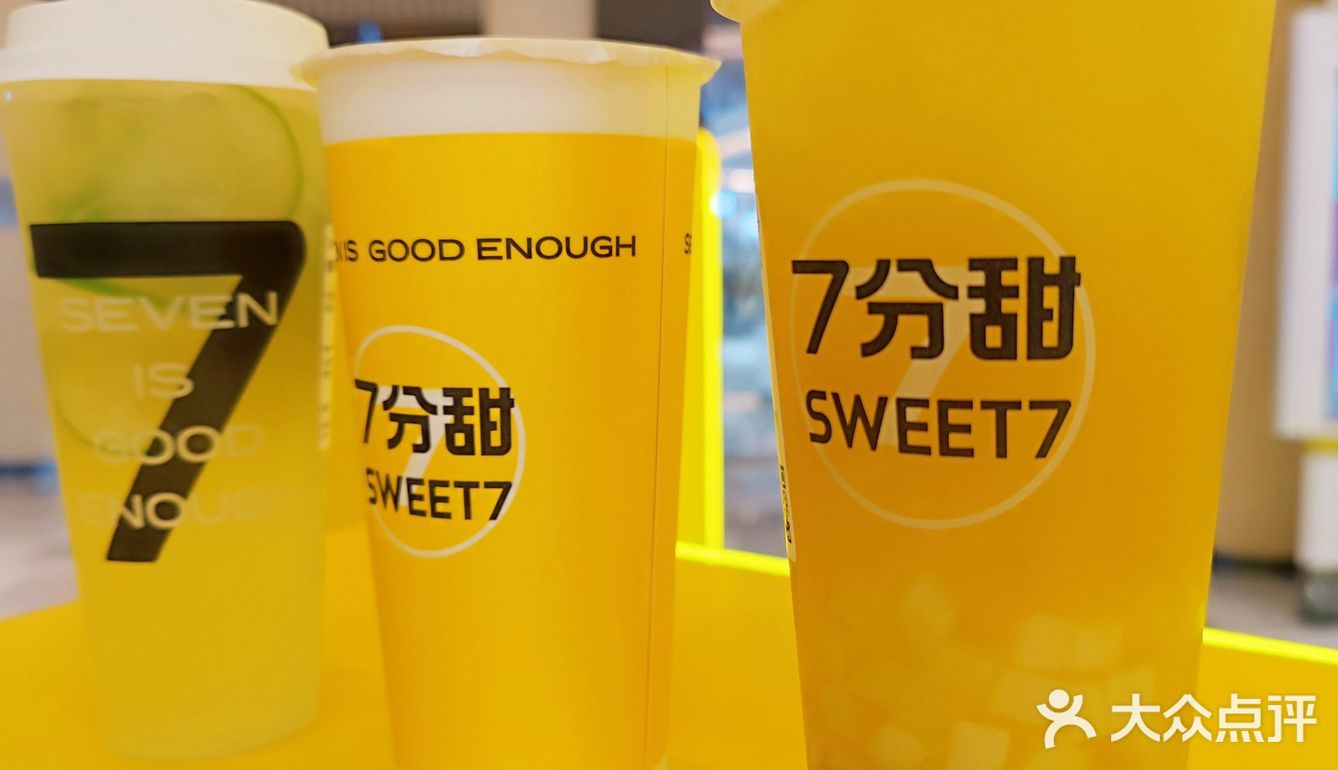 7
SEVEN
IS
GOOD
ENOUGH
IS GOOD ENOUGH
7分甜
SWEET7
7分甜
SWEET7
大众点评